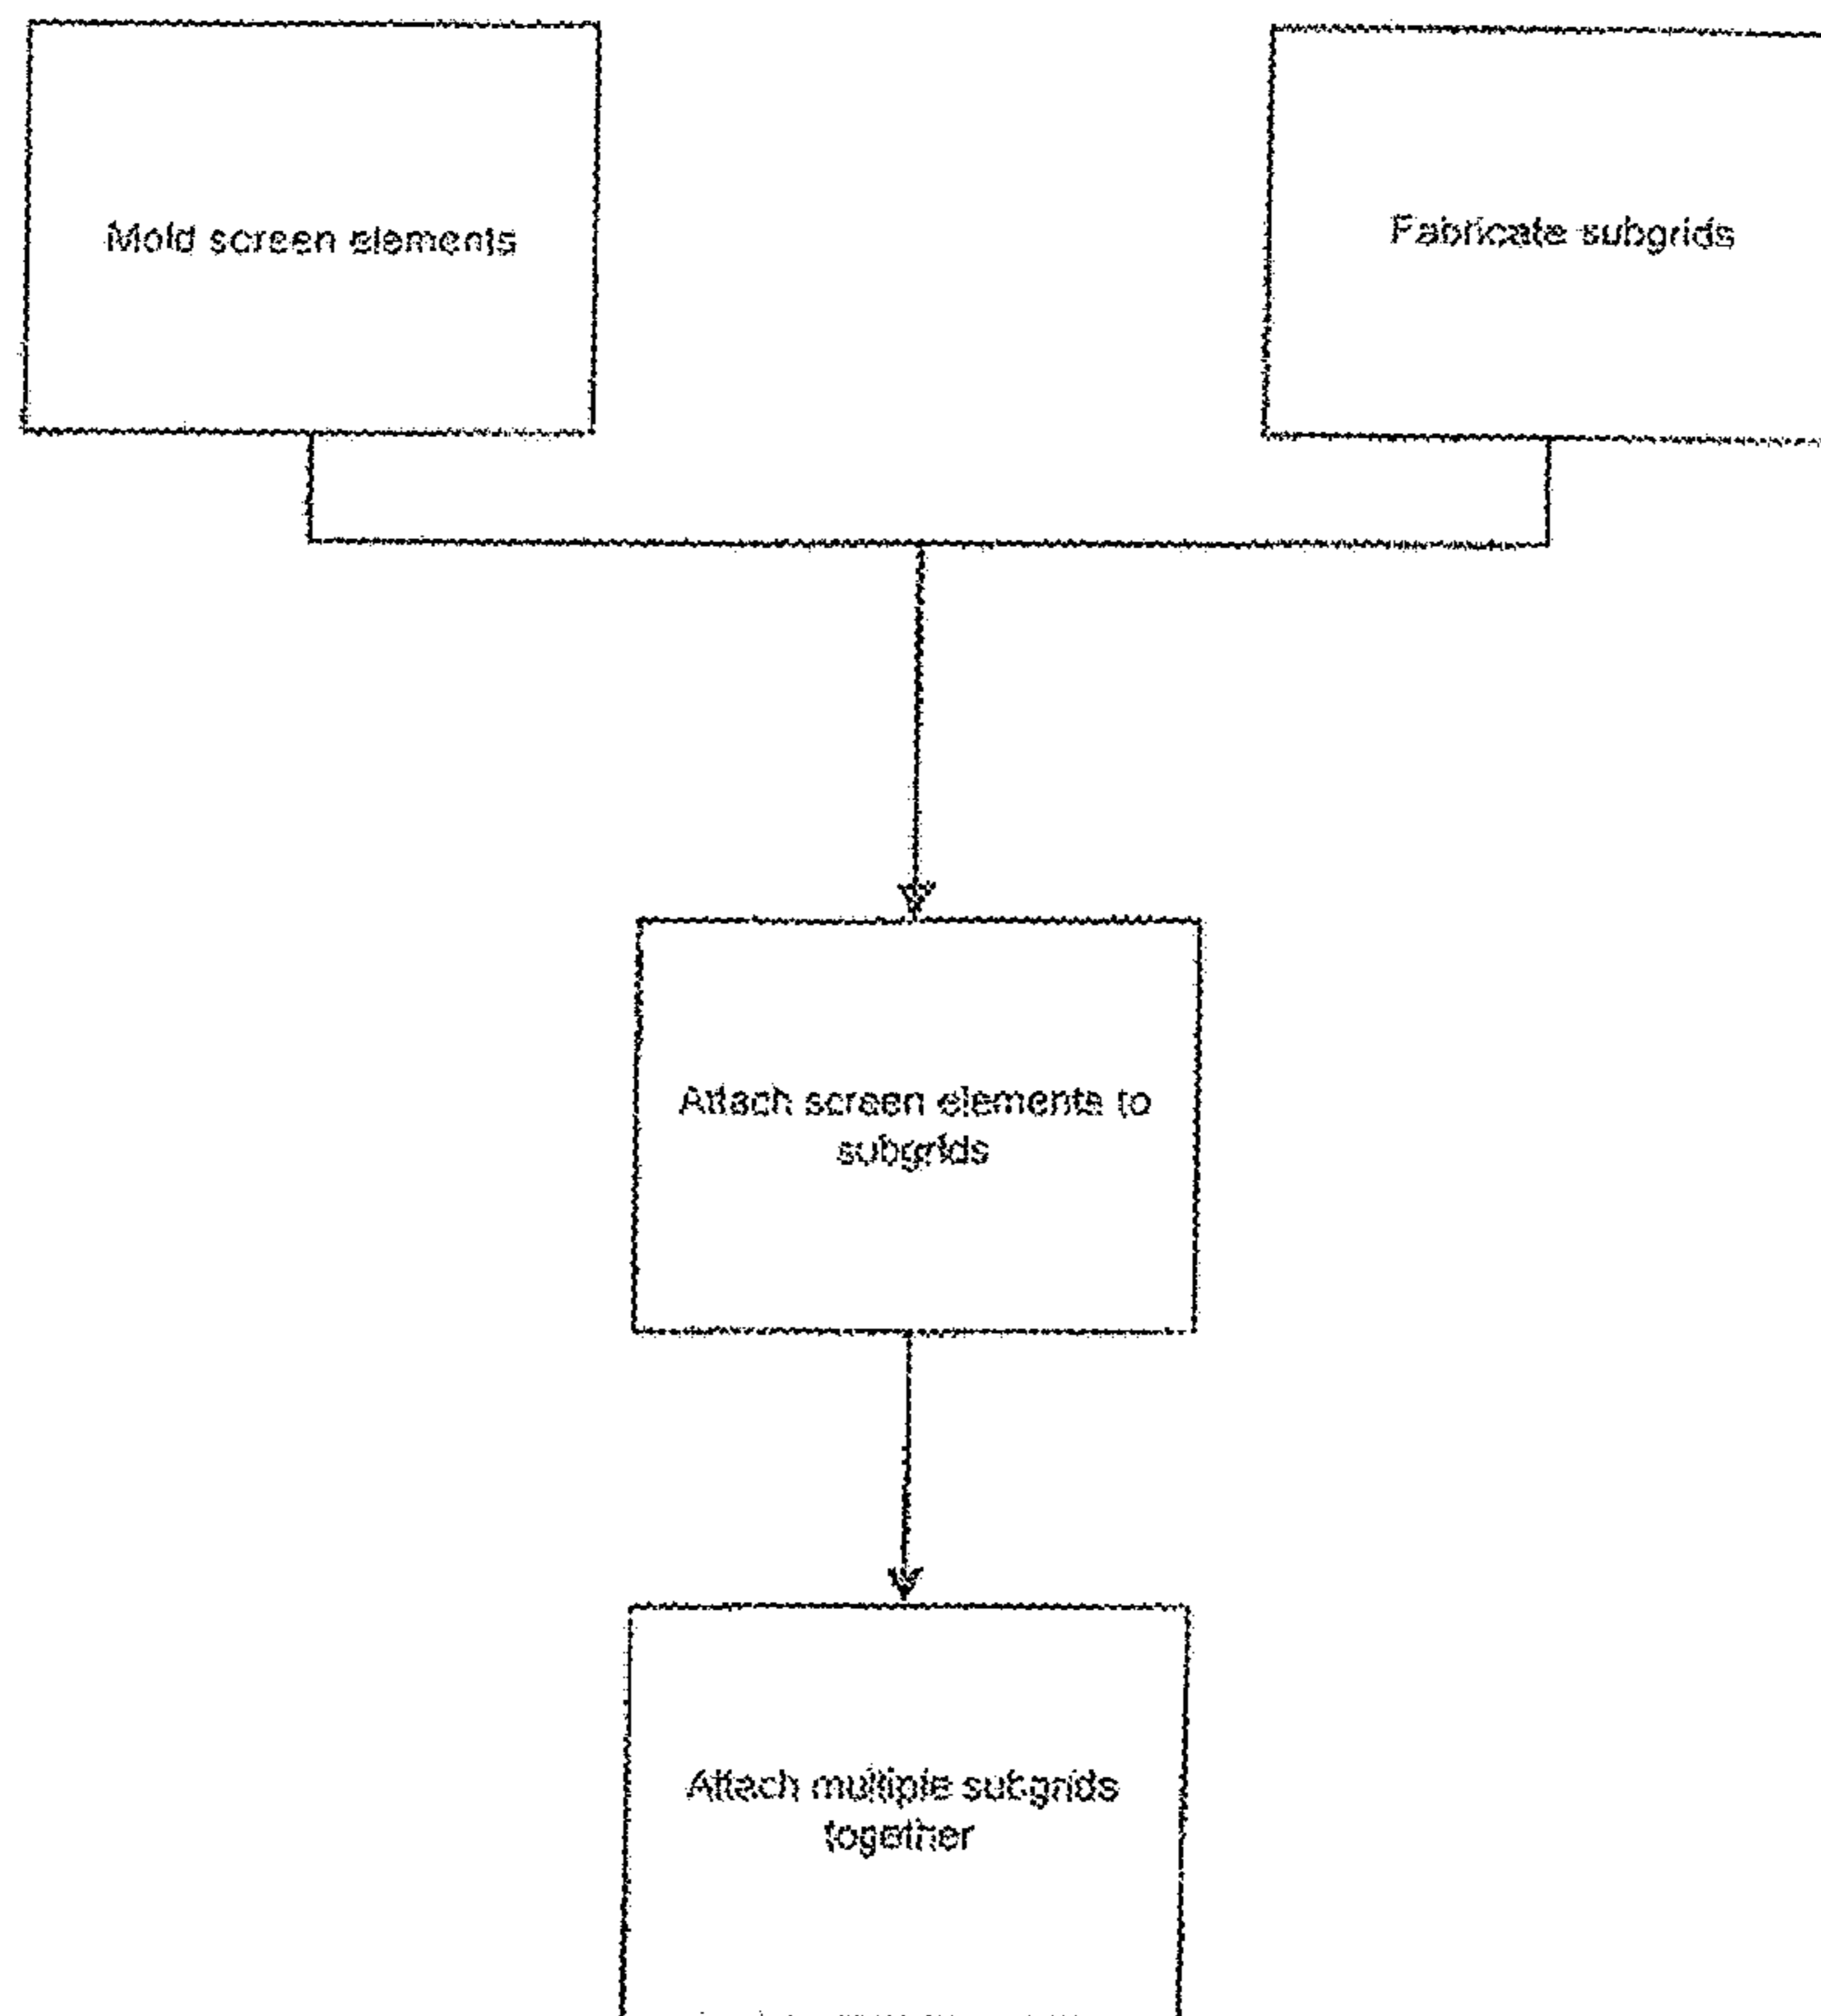 Mold screen elements
Fabricate subgrids
Attach screen elements to
subgrids
Attach multiple subgrids
together